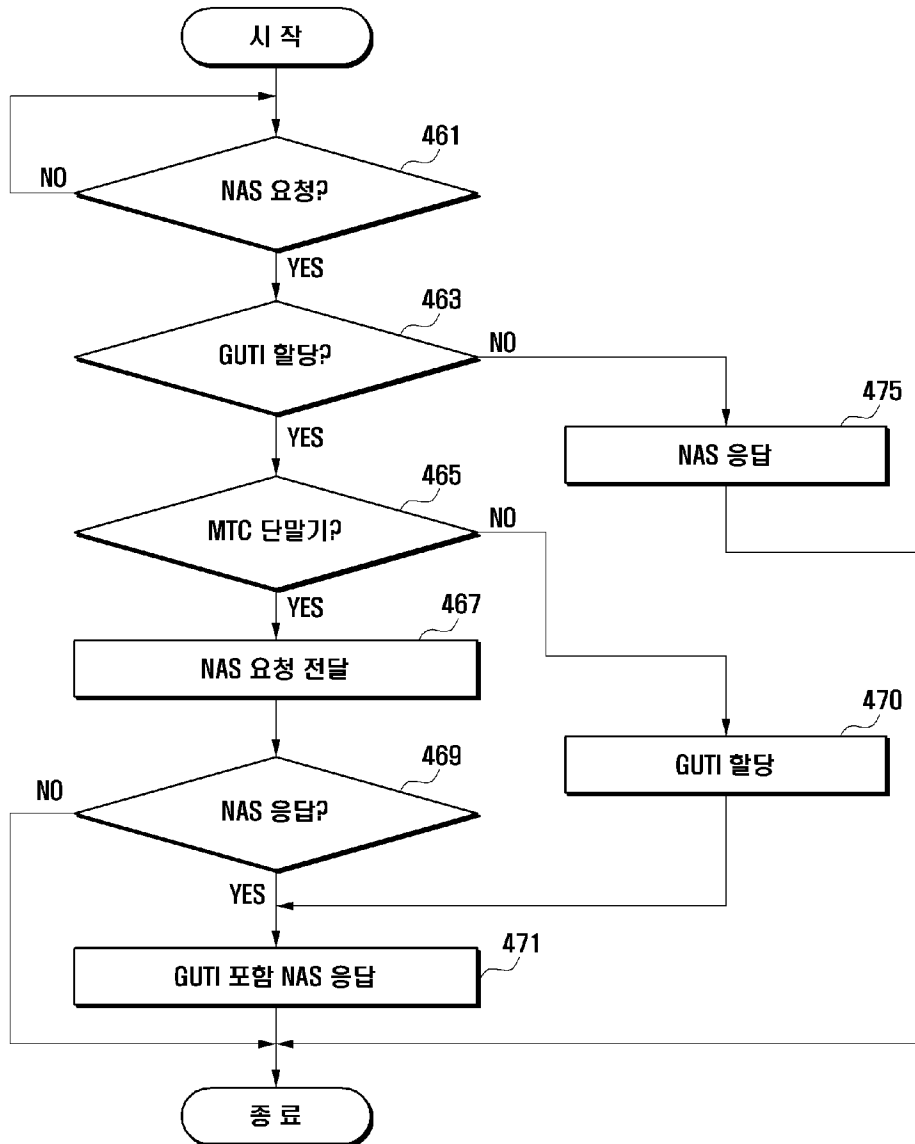 시 작
461
NO
NAS 요청?
YES
463
GUTI 할당?
NO
475
YES
NAS 응답
465
MTC 단말기?
NO
YES
467
NAS 요청 전달
470
469
GUTI 할당
NO
NAS 응답?
YES
471
GUTI 포함 NAS 응답
종 료